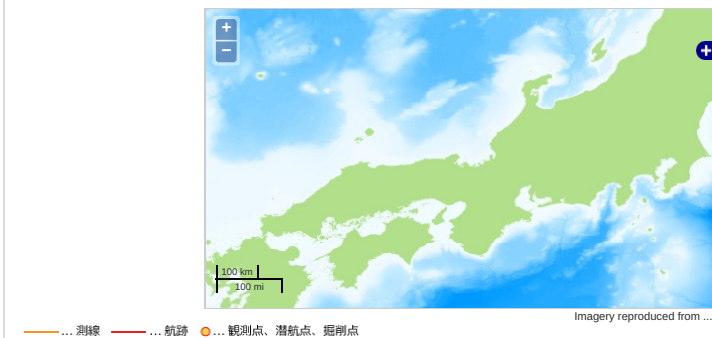 +
−
100 km
100 mi
Imagery reproduced from ...
... 測線 ... 航跡 ... 観測点、潜航点、掘削点